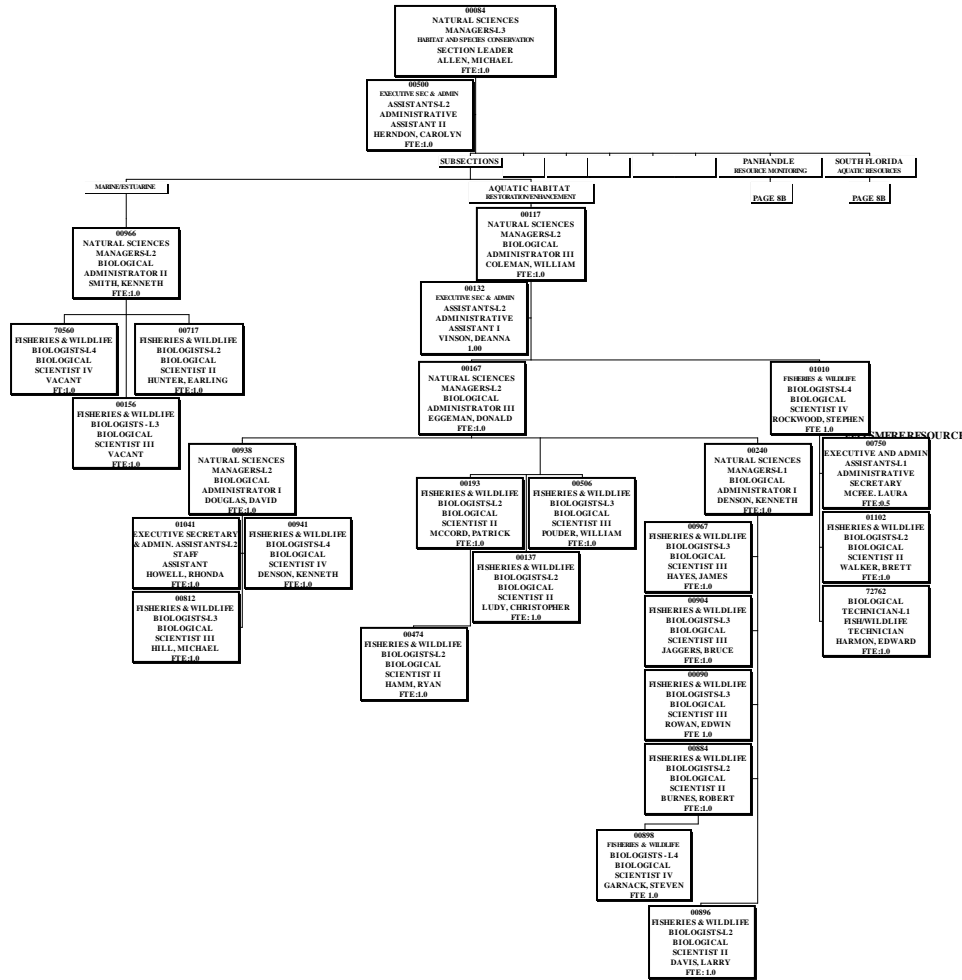 00084
NATURAL SCIENCES
MANAGERS-L3
HABITAT AND SPECIES CONSERVATION
SECTION LEADER
ALLEN, MICHAEL
FTE:1.0
00500
EXECUTIVE SEC & ADMIN
ASSISTANTS-L2
ADMINISTRATIVE
ASSISTANT II
HERNDON, CAROLYN
FTE:1.0
SUBSECTIONS
PANHANDLE
RESOURCE MONITORING
SOUTH FLORIDA
AQUATIC RESOURCES
MARINE/ESTUARINE
AQUATIC HABITAT
RESTORATION/ENHANCEMENT
PAGE 8B
PAGE 8B
00117
NATURAL SCIENCES
MANAGERS-L2
BIOLOGICAL
ADMINISTRATOR III
COLEMAN, WILLIAM
FTE:1.0
00966
NATURAL SCIENCES
MANAGERS-L2
BIOLOGICAL
ADMINISTRATOR II
SMITH, KENNETH
FTE:1.0
00132
EXECUTIVE SEC & ADMIN
ASSISTANTS-L2
ADMINISTRATIVE
ASSISTANT I
VINSON, DEANNA
1.00
70560
FISHERIES & WILDLIFE
BIOLOGISTS-L4
BIOLOGICAL
SCIENTIST IV
VACANT
FT:1.0
00717
FISHERIES & WILDLIFE
BIOLOGISTS-L2
BIOLOGICAL
SCIENTIST II
HUNTER, EARLING
FTE:1.0
00156
FISHERIES & WILDLIFE
BIOLOGISTS - L3
BIOLOGICAL
SCIENTIST III
VACANT
FTE:1.0
00167
NATURAL SCIENCES
MANAGERS-L2
BIOLOGICAL
ADMINISTRATOR III
EGGEMAN, DONALD
FTE:1.0
01010
FISHERIES & WILDLIFE
BIOLOGISTS-L4
BIOLOGICAL
SCIENTIST IV
ROCKWOOD, STEPHEN
FTE 1.0
RESOURCE
00938
NATURAL SCIENCES
MANAGERS-L2
BIOLOGICAL
ADMINISTRATOR I
DOUGLAS, DAVID
FTE:1.0
00240
NATURAL SCIENCES
MANAGERS-L1
BIOLOGICAL
ADMINISTRATOR I
DENSON, KENNETH
FTE:1.0
00750
EXECUTIVE AND ADMIN
ASSISTANTS-L1
ADMINISTRATIVE
SECRETARY
MCFEE. LAURA
FTE:0.5
00193
FISHERIES & WILDLIFE
BIOLOGISTS-L2
BIOLOGICAL
SCIENTIST II
MCCORD, PATRICK
FTE:1.0
00506
FISHERIES & WILDLIFE
BIOLOGISTS-L3
BIOLOGICAL
SCIENTIST III
POUDER, WILLIAM
FTE:1.0
01041
EXECUTIVE SECRETARY
& ADMIN. ASSISTANTS-L2
STAFF
ASSISTANT
HOWELL, RHONDA
FTE:1.0
00941
FISHERIES & WILDLIFE
BIOLOGISTS-L4
BIOLOGICAL
SCIENTIST IV
DENSON, KENNETH
FTE:1.0
00967
FISHERIES & WILDLIFE
BIOLOGISTS-L3
BIOLOGICAL
SCIENTIST III
HAYES, JAMES
FTE:1.0
01102
FISHERIES & WILDLIFE
BIOLOGISTS-L2
BIOLOGICAL
SCIENTIST II
WALKER, BRETT
FTE:1.0
00137
FISHERIES & WILDLIFE
BIOLOGISTS-L2
BIOLOGICAL
SCIENTIST II
LUDY, CHRISTOPHER
FTE: 1.0
00812
FISHERIES & WILDLIFE
BIOLOGISTS-L3
BIOLOGICAL
SCIENTIST III
HILL, MICHAEL
FTE:1.0
00904
FISHERIES & WILDLIFE
BIOLOGISTS-L3
BIOLOGICAL
SCIENTIST III
JAGGERS, BRUCE
FTE:1.0
72762
BIOLOGICAL
TECHNICIAN-L1
FISH/WILDLIFE
TECHNICIAN
HARMON, EDWARD
FTE:1.0
00474
FISHERIES & WILDLIFE
BIOLOGISTS-L2
BIOLOGICAL
SCIENTIST II
HAMM, RYAN
FTE:1.0
00090
FISHERIES & WILDLIFE
BIOLOGISTS-L3
BIOLOGICAL
SCIENTIST III
ROWAN, EDWIN
FTE 1.0
00884
FISHERIES & WILDLIFE
BIOLOGISTS-L2
BIOLOGICAL
SCIENTIST II
BURNES, ROBERT
FTE:1.0
00898
FISHERIES & WILDLIFE
BIOLOGISTS - L4
BIOLOGICAL
SCIENTIST IV
GARNACK, STEVEN
FTE 1.0
00896
FISHERIES & WILDLIFE
BIOLOGISTS-L2
BIOLOGICAL
SCIENTIST II
DAVIS, LARRY
FTE: 1.0